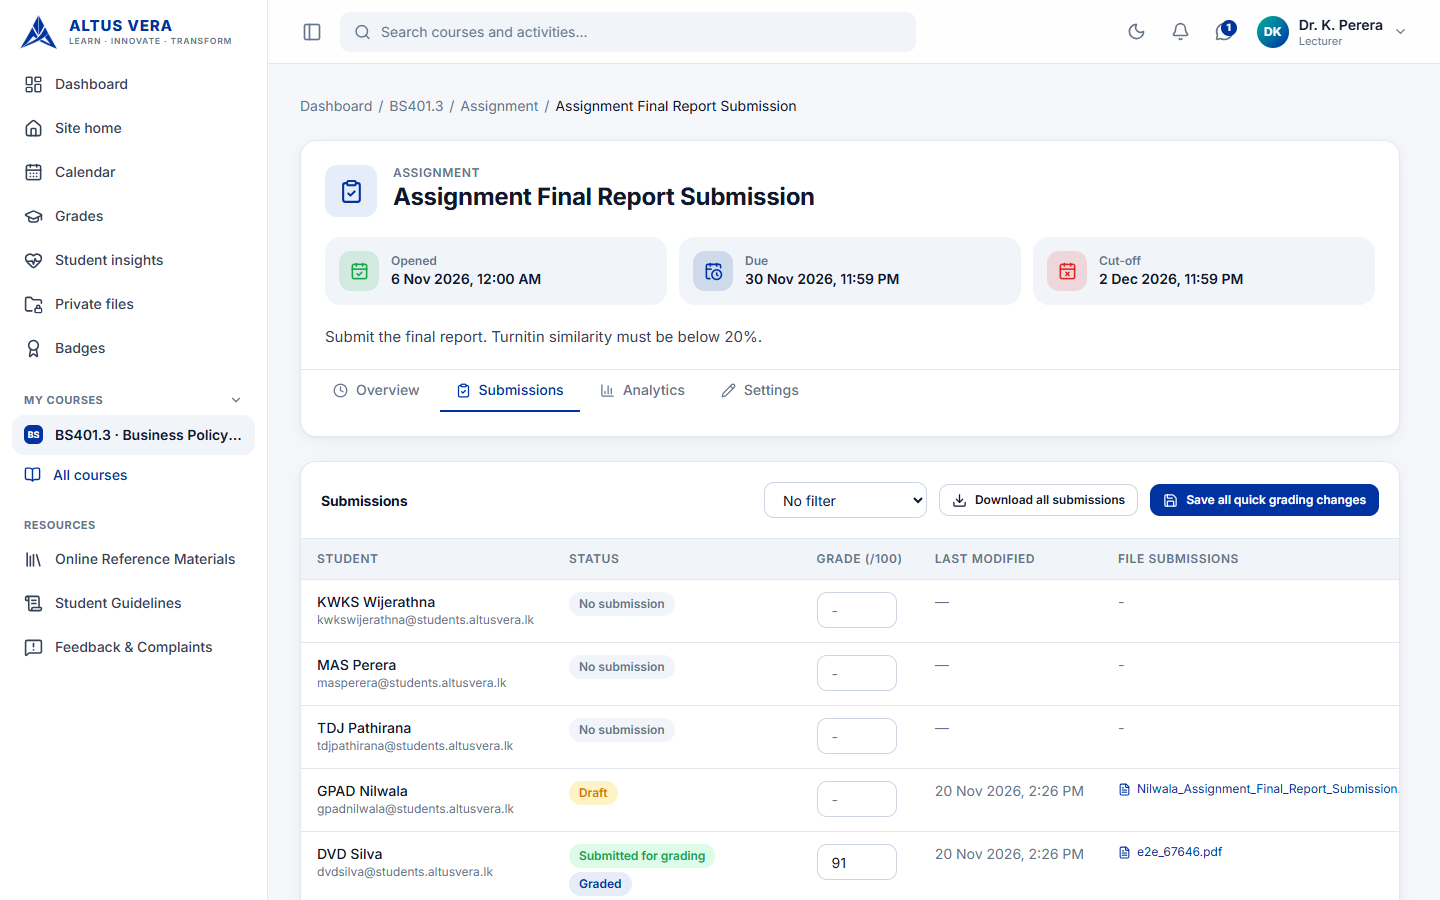 ALTUS VERA
LEARN · INNOVATE · TRANSFORM
Dashboard
Site home
Calendar
Grades
Student insights
Private files
Badges
MY COURSES
BS
BS401.3 · Business Policy...
All courses
RESOURCES
Online Reference Materials
Student Guidelines
Feedback & Complaints
Search courses and activities...
1
DK
Dr. K. Perera
Lecturer
Dashboard / BS401.3 / Assignment / Assignment Final Report Submission
ASSIGNMENT
Assignment Final Report Submission
Opened
6 Nov 2026, 12:00 AM
Due
30 Nov 2026, 11:59 PM
Cut-off
2 Dec 2026, 11:59 PM
Submit the final report. Turnitin similarity must be below 20%.
Overview
Submissions
Analytics
Settings
Submissions
No filter
Download all submissions
Save all quick grading changes
STUDENT STATUS GRADE (/100) LAST MODIFIED FILE SUBMISSIONS
KWKS Wijerathna No submission - — -
kwkswijerathna@students.altusvera.lk
MAS Perera No submission - — -
masperera@students.altusvera.lk
TDJ Pathirana No submission - — -
tdjpathirana@students.altusvera.lk
GPAD Nilwala Draft - 20 Nov 2026, 2:26 PM Nilwala_Assignment_Final_Report_Submission.
gpadnilwala@students.altusvera.lk
DVD Silva Submitted for grading 91 20 Nov 2026, 2:26 PM e2e_67646.pdf
dvdsilva@students.altusvera.lk
Graded